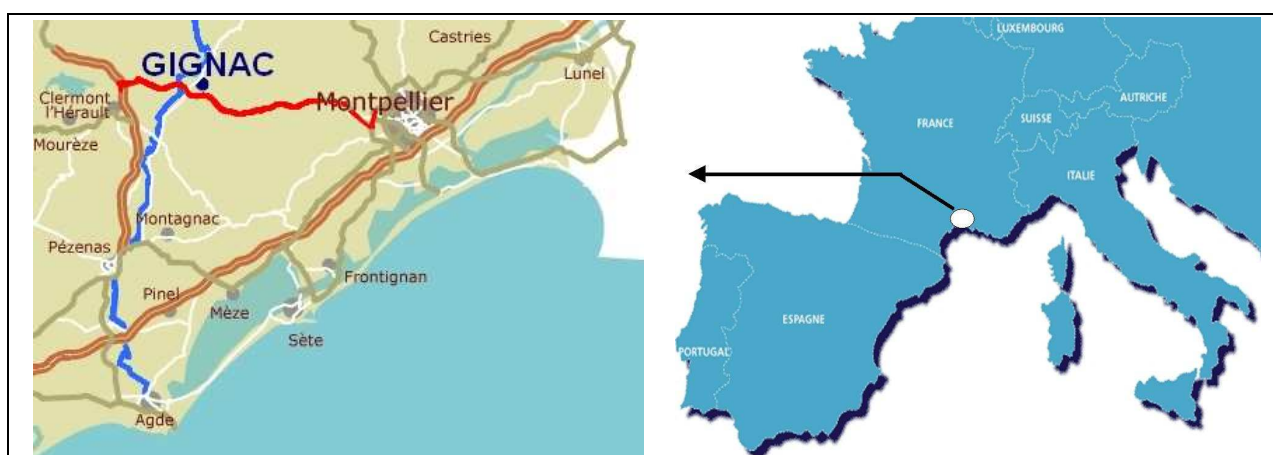 Castries
GIGNAC
Lunel
Clermont
l'Hérault
Montpellier
Mourèze
Montagnac
Pézenas
Frontignan
Pinel
Mèze
Sète
Agde
LUXEMBOURG
AUTRICHE
SUISSE
FRANCE
ITALIE
ESPAGNE
PORTUGAL